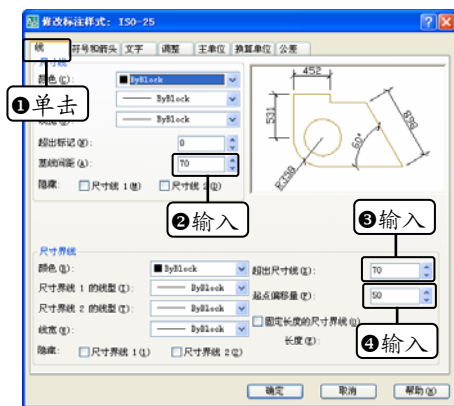 修改标注样式: ISO-25
线 符号和箭头 文字 调整 主单位 换算单位 公差
尺寸线
颜色(C): ByBlock
❶单击
ByBlock
线宽(G): ByBlock
超出标记(N): 0
基线间距(A): 70
隐藏: 尺寸线 1(M) 尺寸线 2(D)
452
531
898
60°
R350
❷输入
❸输入
尺寸界线
颜色(R): ByBlock
超出尺寸线(X): 70
尺寸界线 1 的线型(I): ByBlock
起点偏移量(F): 50
尺寸界线 2 的线型(T): ByBlock
固定长度的尺寸界线(O)
线宽(W): ByBlock
长度(E):
❹输入
隐藏: 尺寸界线 1(1) 尺寸界线 2(2)
确定 取消 帮助(H)